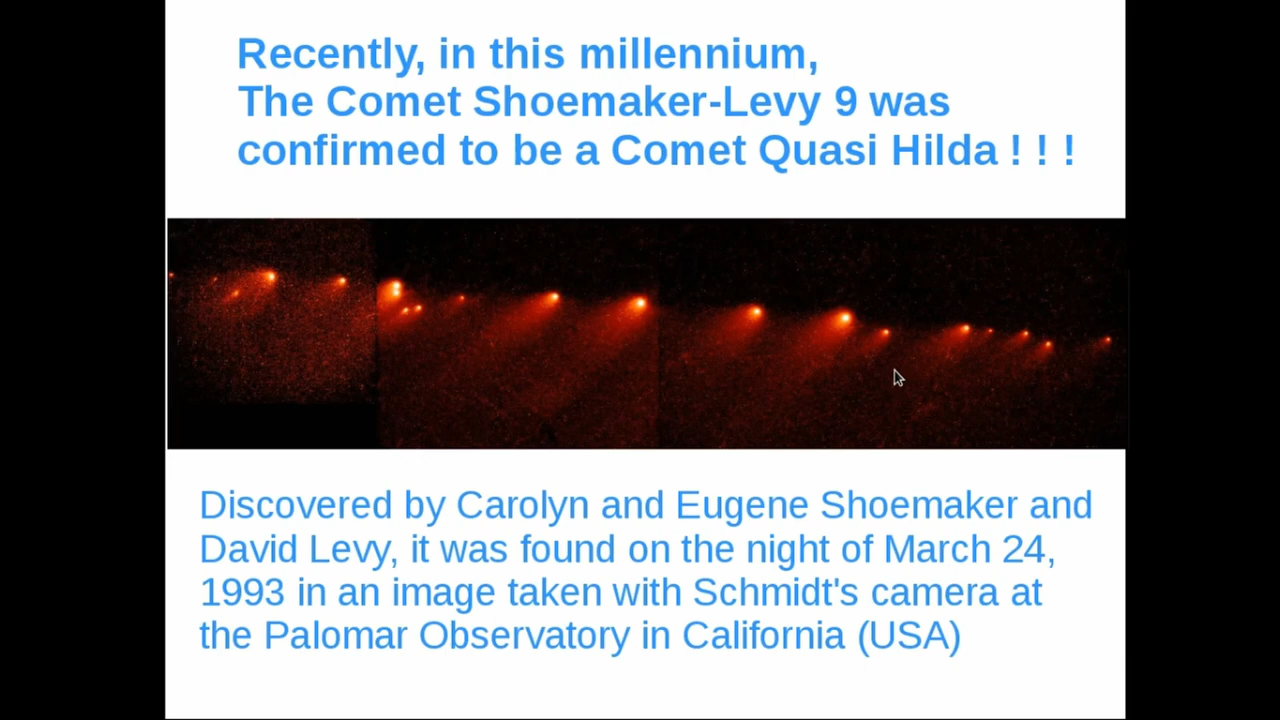 Recently, in this millennium,
The Comet Shoemaker-Levy 9 was
confirmed to be a Comet Quasi Hilda ! ! !
Discovered by Carolyn and Eugene Shoemaker and
David Levy, it was found on the night of March 24,
1993 in an image taken with Schmidt's camera at
the Palomar Observatory in California (USA)